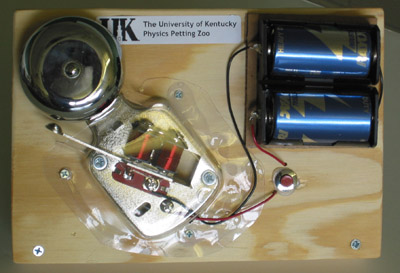 UK The University of Kentucky
Physics Petting Zoo